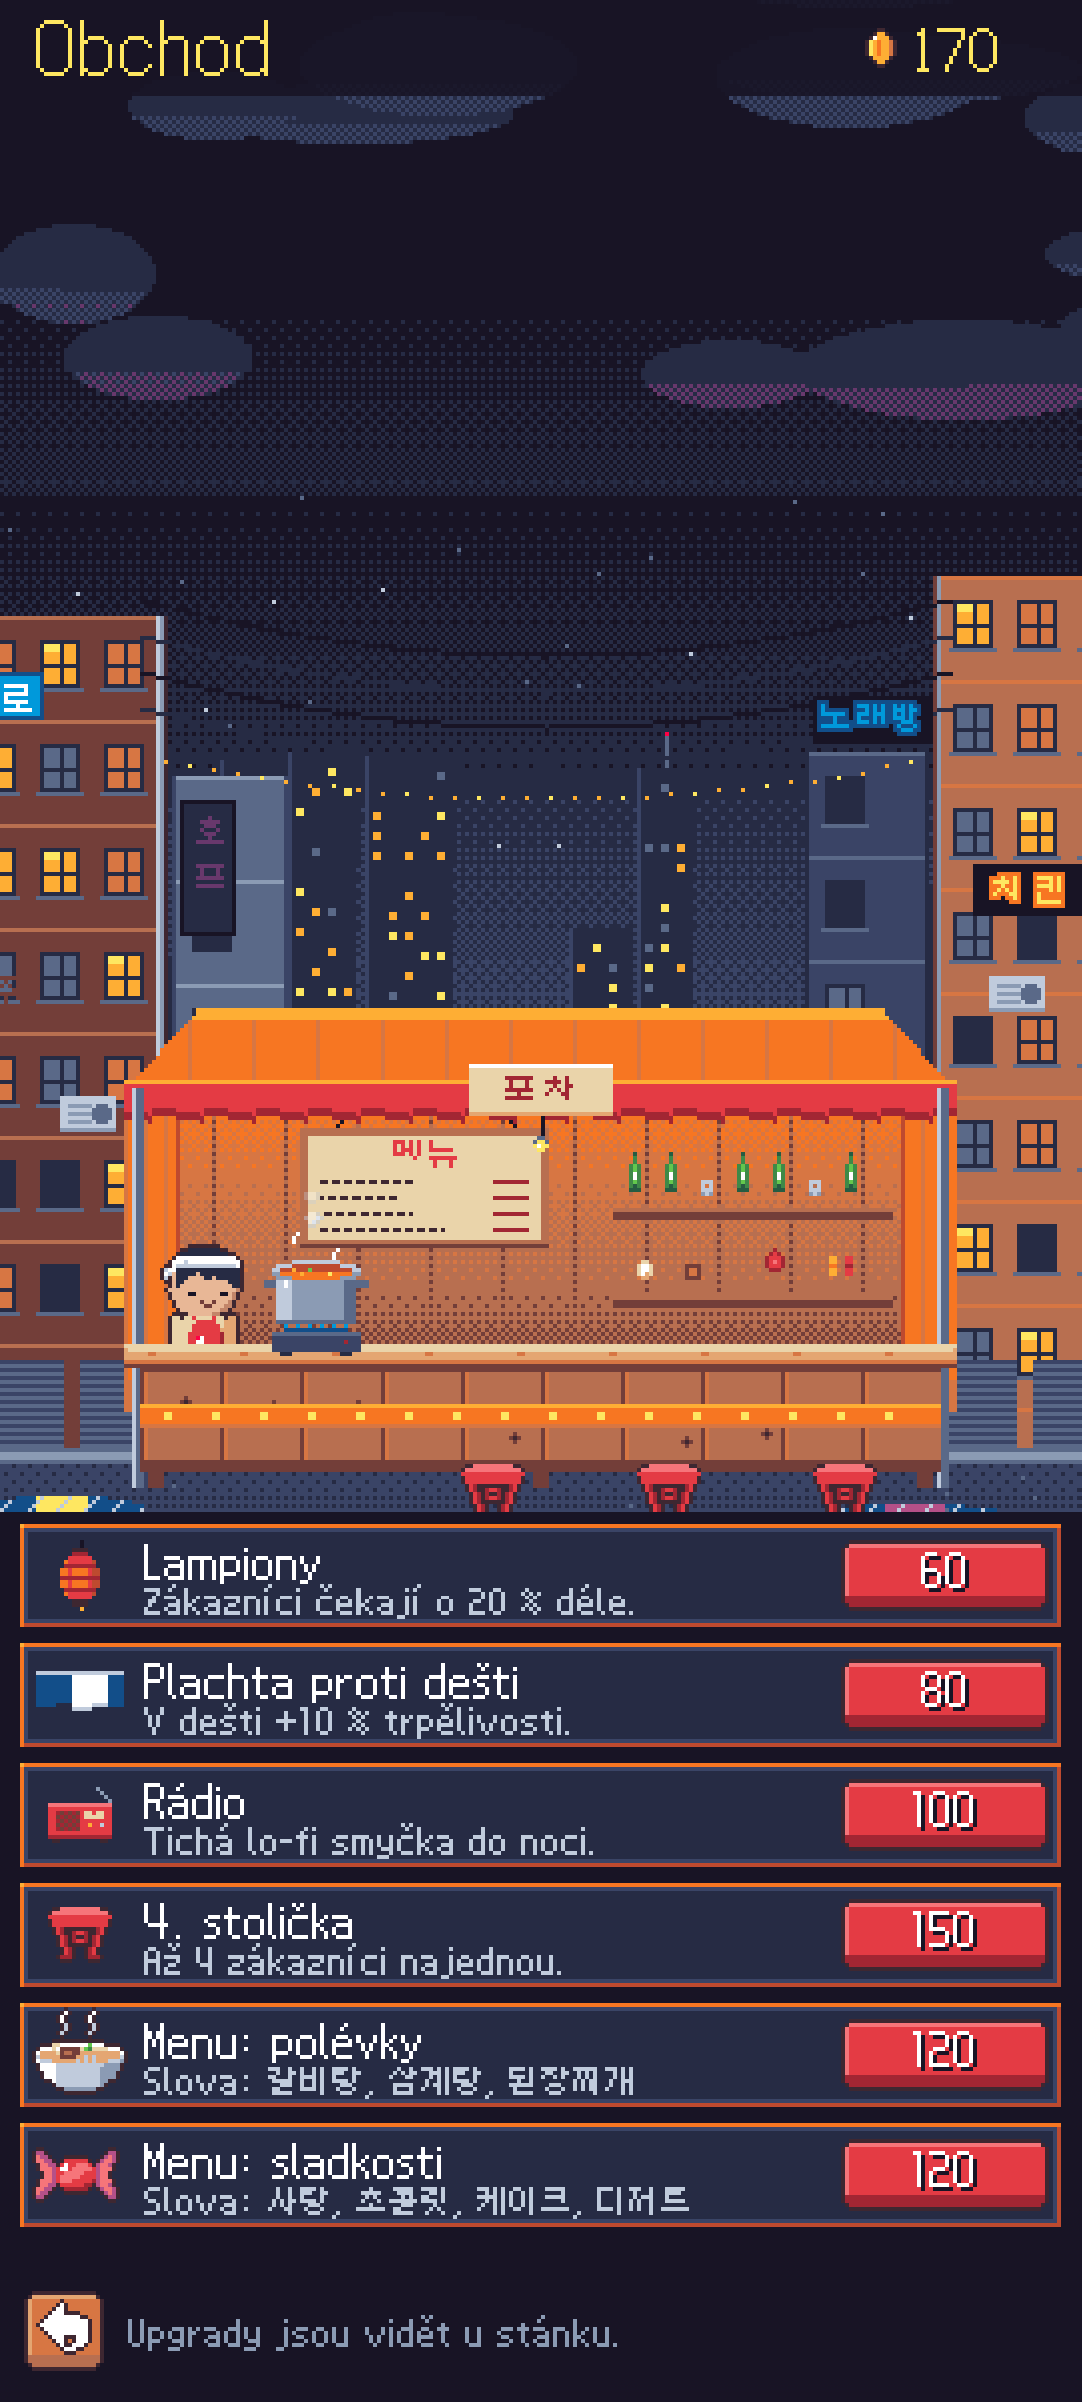 Obchod
170
로
노래방
호프
치킨
포차
메뉴
Lampiony
Zákazníci čekají o 20 % déle.
60
Plachta proti dešti
V dešti +10 % trpělivosti.
80
Rádio
Tichá lo-fi smyčka do noci.
100
4. stolička
Až 4 zákazníci najednou.
150
Menu: polévky
Slova: 갈비탕, 삼계탕, 된장찌개
120
Menu: sladkosti
Slova: 사탕, 초콜릿, 케이크, 디저트
120
Upgrady jsou vidět u stánku.